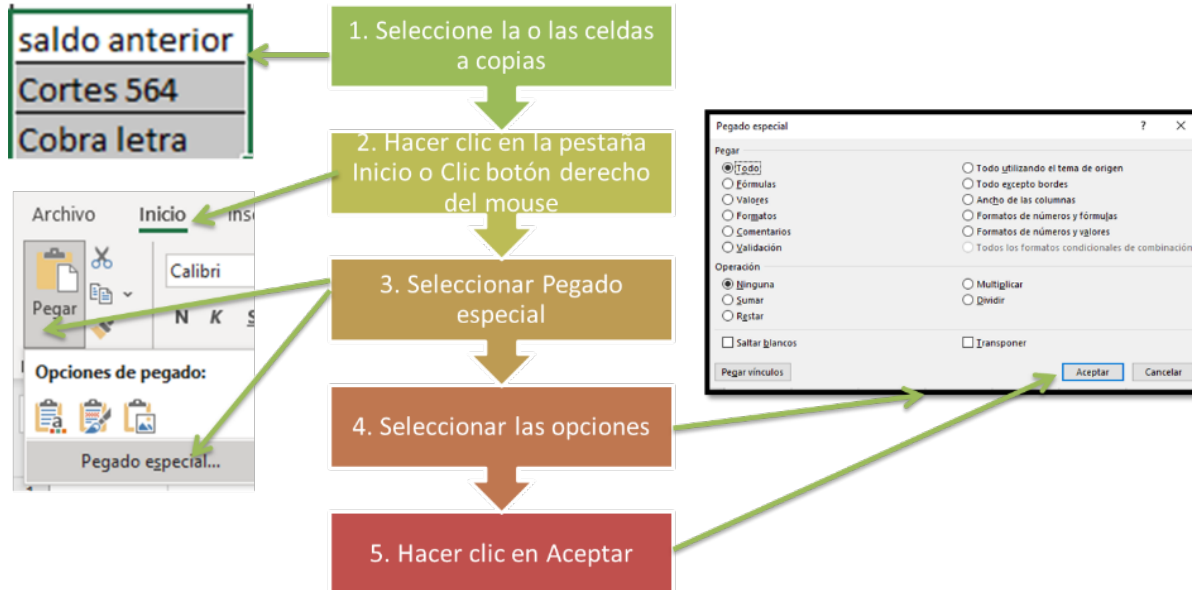 saldo anterior
Cortes 564
Cobra letra
1. Seleccione la o las celdas
a copias
2. Hacer clic en la pestaña
Inicio o Clic botón derecho
del mouse
3. Seleccionar Pegado
especial
4. Seleccionar las opciones
5. Hacer clic en Aceptar
Archivo Inicio Inse
Calibri
Pegar
N K S
Opciones de pegado:
Pegado especial...
Pegado especial ? X
Pegar
Todo
Fórmulas
Valores
Formatos
Comentarios
Validación
Todo utilizando el tema de origen
Todo excepto bordes
Ancho de las columnas
Formatos de números y fórmulas
Formatos de números y valores
Todos los formatos condicionales de combinación
Operación
Ninguna
Sumar
Restar
Multiplicar
Dividir
Saltar blancos
Transponer
Pegar vínculos
Aceptar
Cancelar